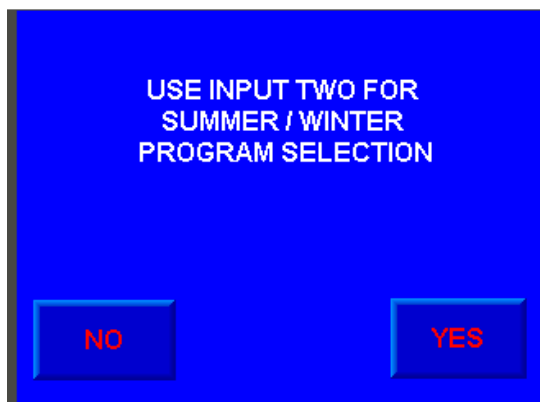 USE INPUT TWO FOR
SUMMER / WINTER
PROGRAM SELECTION
NO
YES